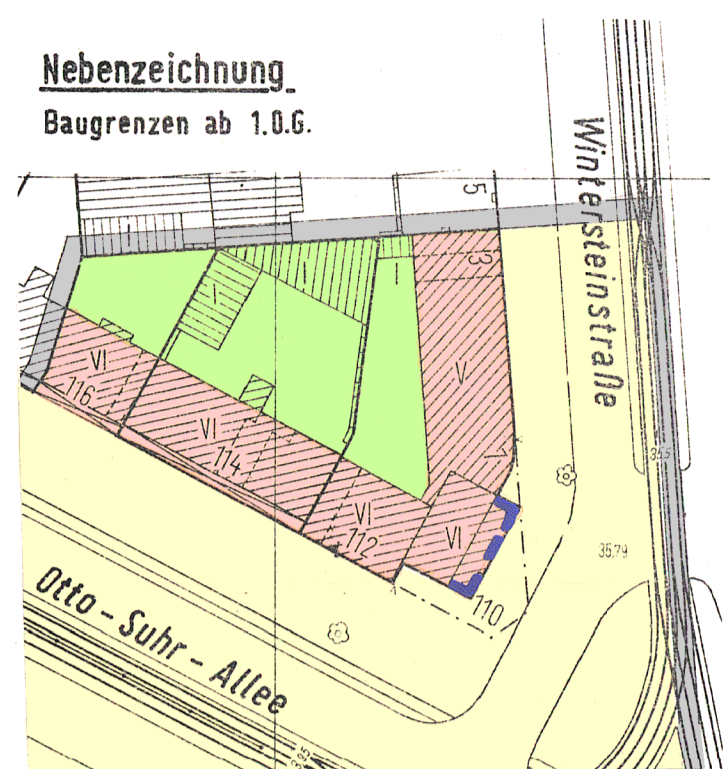 Nebenzeichnung
Baugrenzen ab 1.O.G.
Wintersteinstraße
5
3
I
I
I
I
V
VI
116
VI
114
VI
112
VI
110
1
35,79
Otto-Suhr-Allee